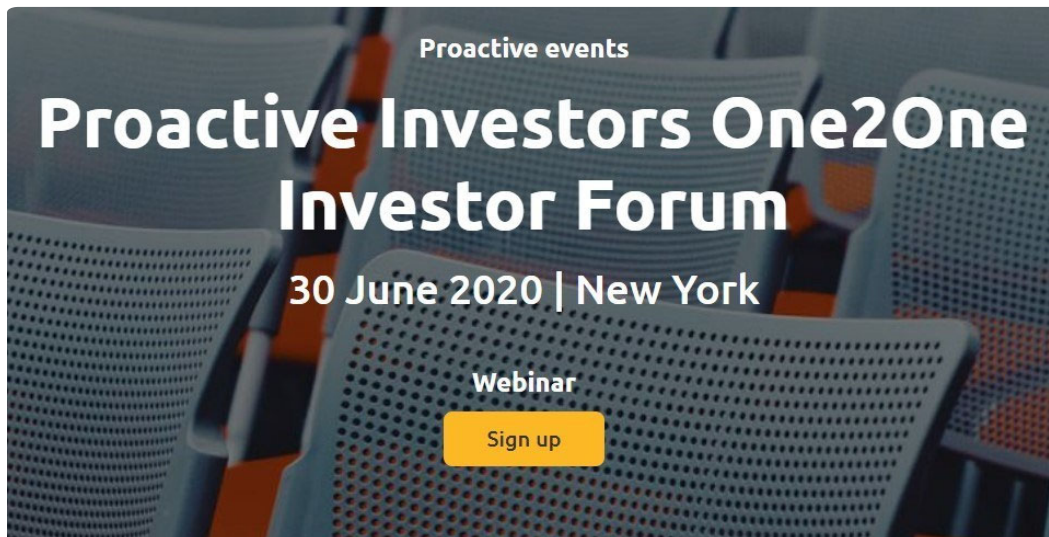 Proactive events
Proactive Investors One2One
Investor Forum
30 June 2020 | New York
Webinar
Sign up